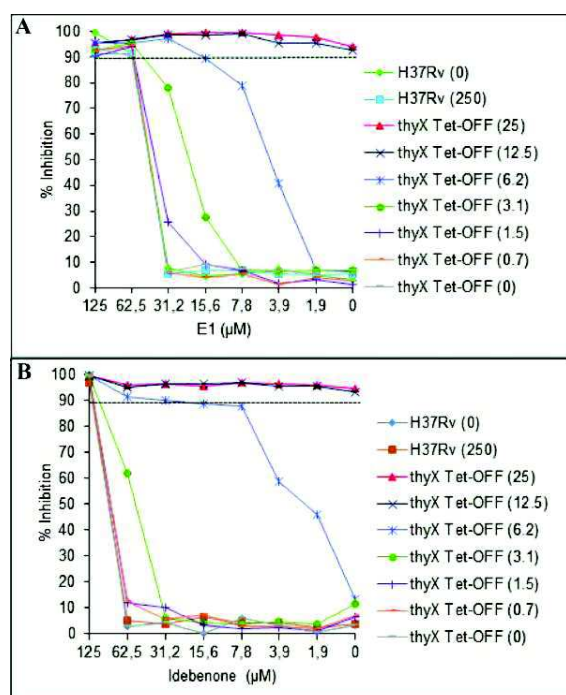 A
% Inhibition
100
90
80
70
60
50
40
30
20
10
0
125 62,5 31,2 15,6 7,8 3,9 1,9 0
E1 (µM)
H37Rv (0)
H37Rv (250)
thyX Tet-OFF (25)
thyX Tet-OFF (12.5)
thyX Tet-OFF (6.2)
thyX Tet-OFF (3.1)
thyX Tet-OFF (1.5)
thyX Tet-OFF (0.7)
thyX Tet-OFF (0)
B
% Inhibition
100
90
80
70
60
50
40
30
20
10
0
125 62,5 31,2 15,6 7,8 3,9 1,9 0
Idebenone (µM)
H37Rv (0)
H37Rv (250)
thyX Tet-OFF (25)
thyX Tet-OFF (12.5)
thyX Tet-OFF (6.2)
thyX Tet-OFF (3.1)
thyX Tet-OFF (1.5)
thyX Tet-OFF (0.7)
thyX Tet-OFF (0)